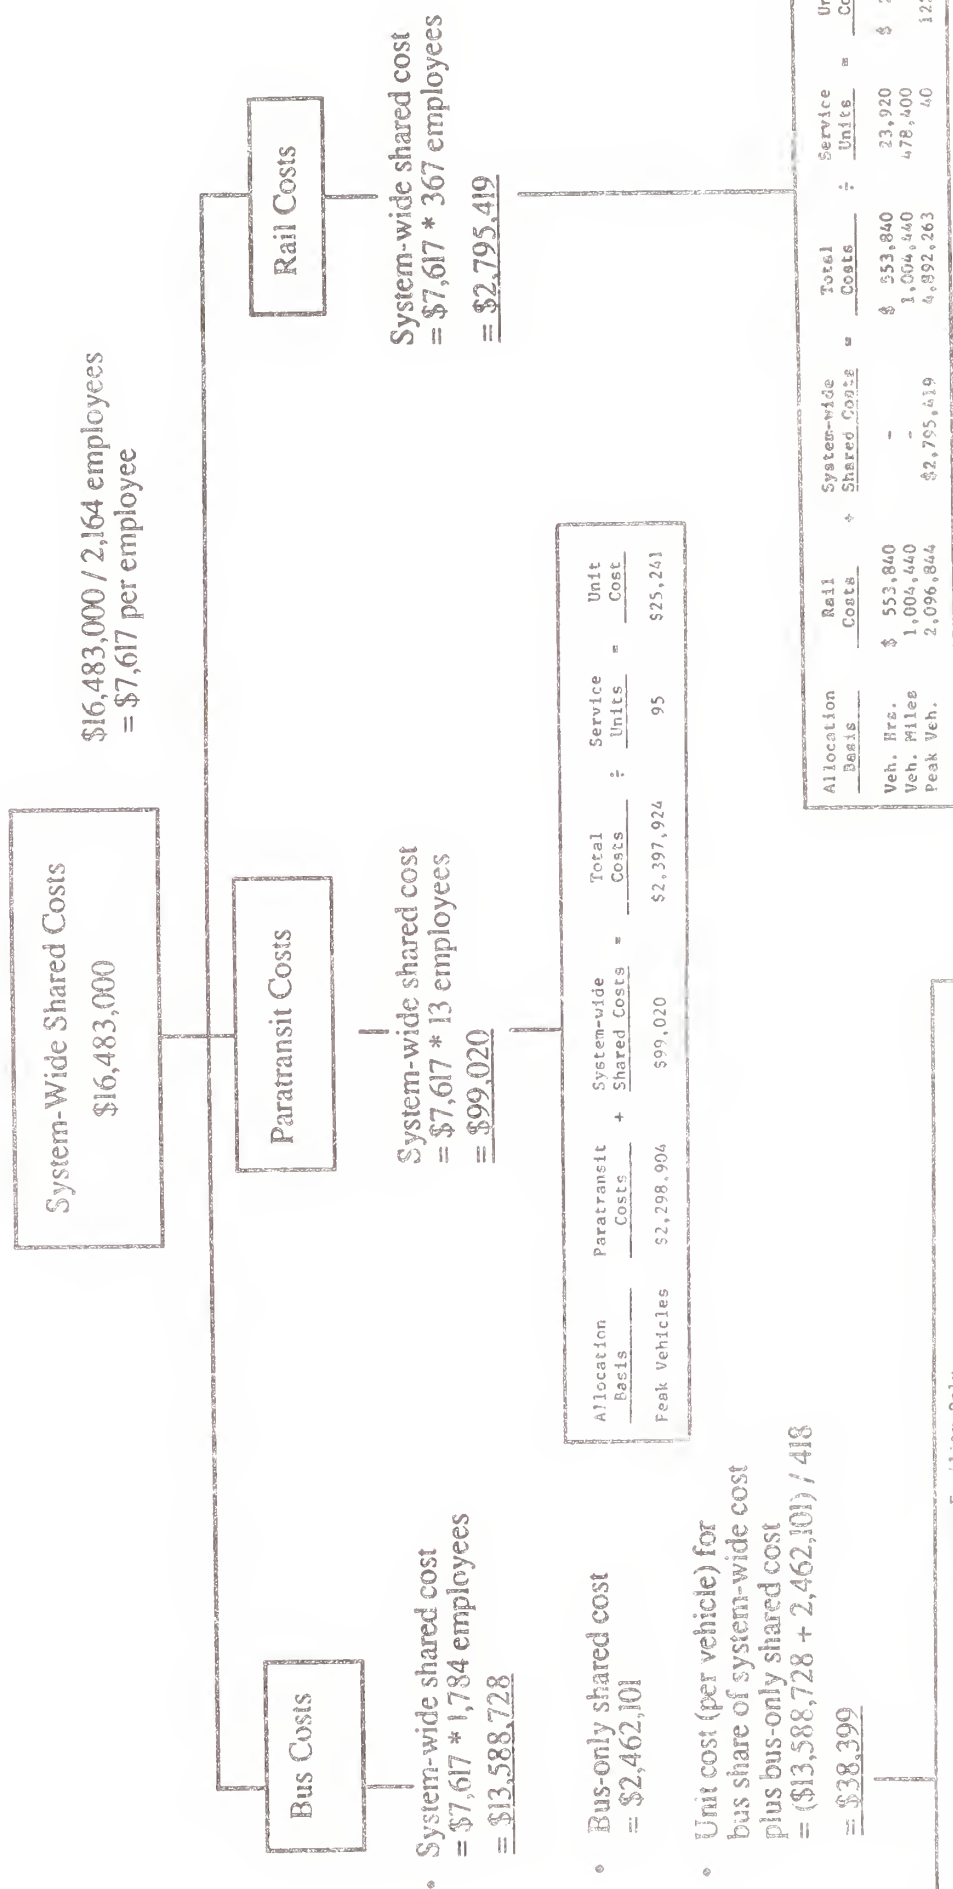 System-Wide Shared Costs
$16,483,000
$16,483,000 / 2,164 employees
= $7,617 per employee
Bus Costs
• System-wide shared cost
= $7,617 * 1,784 employees
= $13,588,728
• Bus-only shared cost
= $2,462,101
• Unit cost (per vehicle) for
bus share of system-wide cost
plus bus-only shared cost
= ($13,588,728 + 2,462,101) / 418
= $38,399
Paratransit Costs
System-wide shared cost
= $7,617 * 13 employees
= $99,020
Allocation Paratransit System-wide Total Service Unit
Basis Costs + Shared Costs = Costs ÷ Units = Cost
Peak Vehicles $2,298,904 $99,020 $2,397,924 95 $25,241
Rail Costs
System-wide shared cost
= $7,617 * 367 employees
= $2,795,419
Allocation Rail System-wide Total Service
Basis Costs + Shared Costs = Costs ÷ Units =
Veh. Hrs. $ 553,840 - $ 553,840 23,920 $
Veh. Miles 1,004,440 - 1,004,440 478,400
Peak Veh. 2,096,844 $2,795,419 4,892,263 40